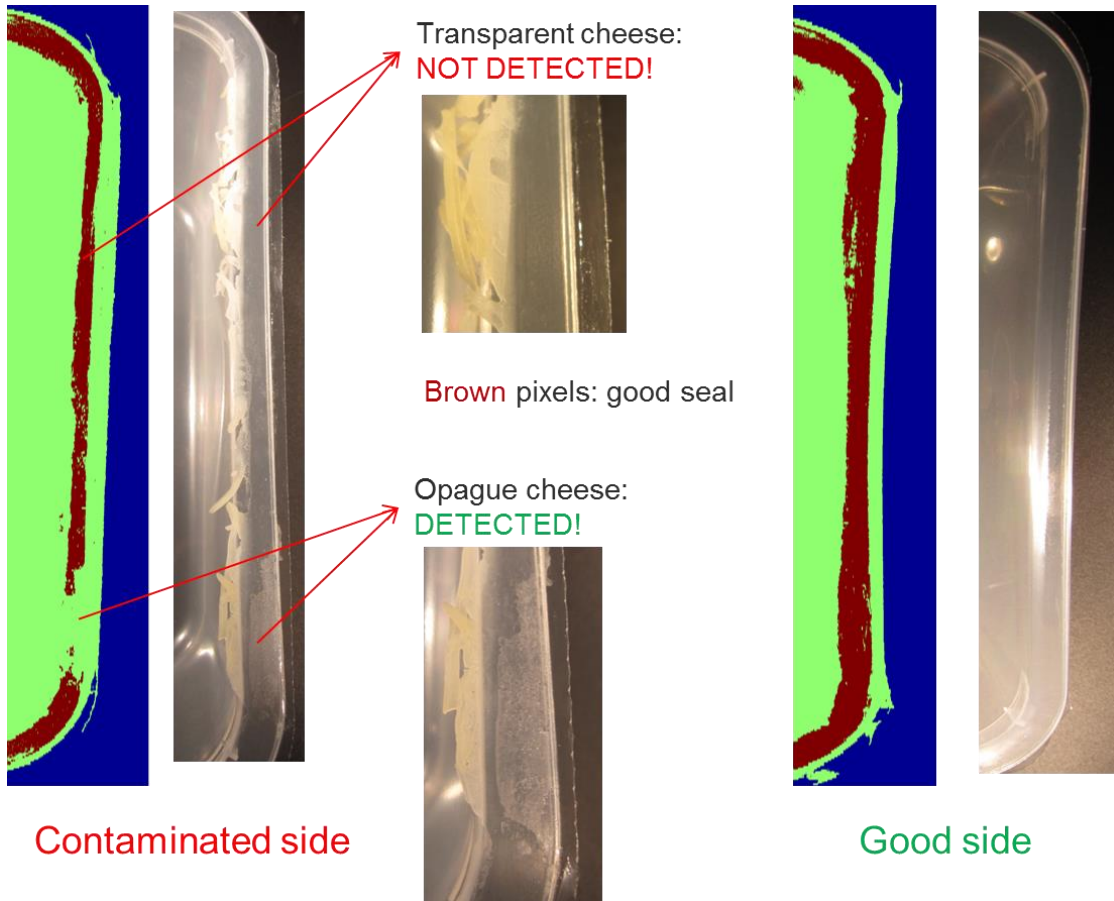 Transparent cheese:
NOT DETECTED!
Brown pixels: good seal
Opague cheese:
DETECTED!
Contaminated side
Good side